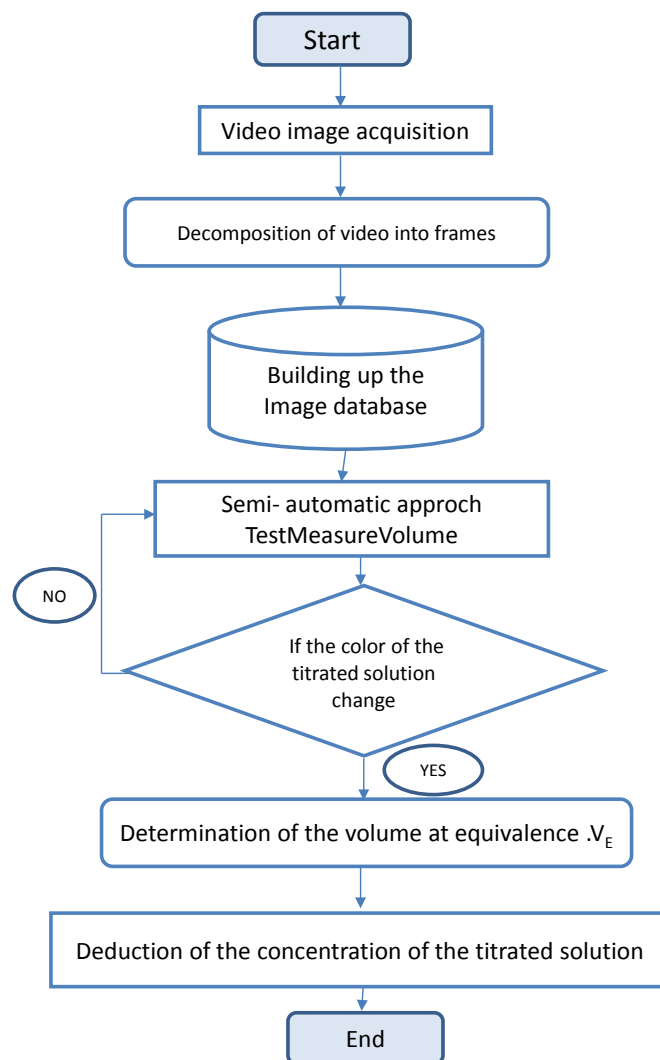 Start
Video image acquisition
Decomposition of video into frames
Building up the
Image database
Semi- automatic approch
TestMeasureVolume
NO
If the color of the
titrated solution
change
YES
Determination of the volume at equivalence .VE
Deduction of the concentration of the titrated solution
End